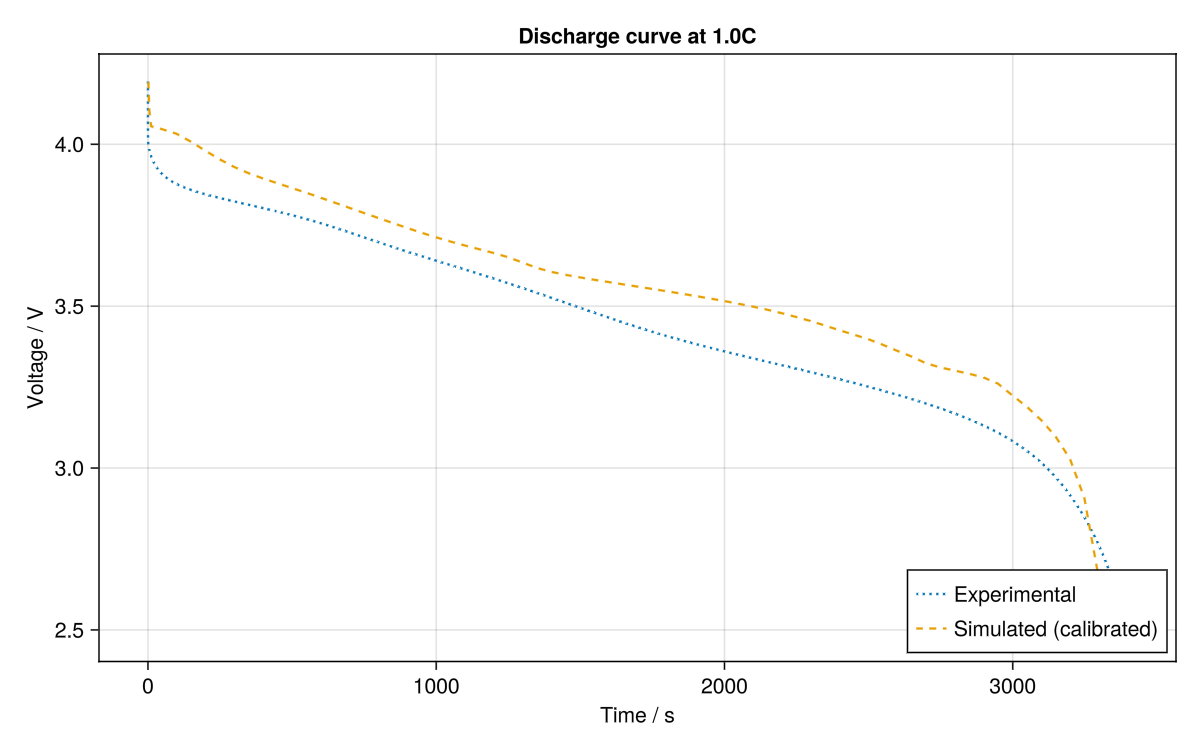 Discharge curve at 1.0C
Voltage / V
4.0
3.5
3.0
2.5
0
1000
2000
3000
Time / s
Experimental
Simulated (calibrated)